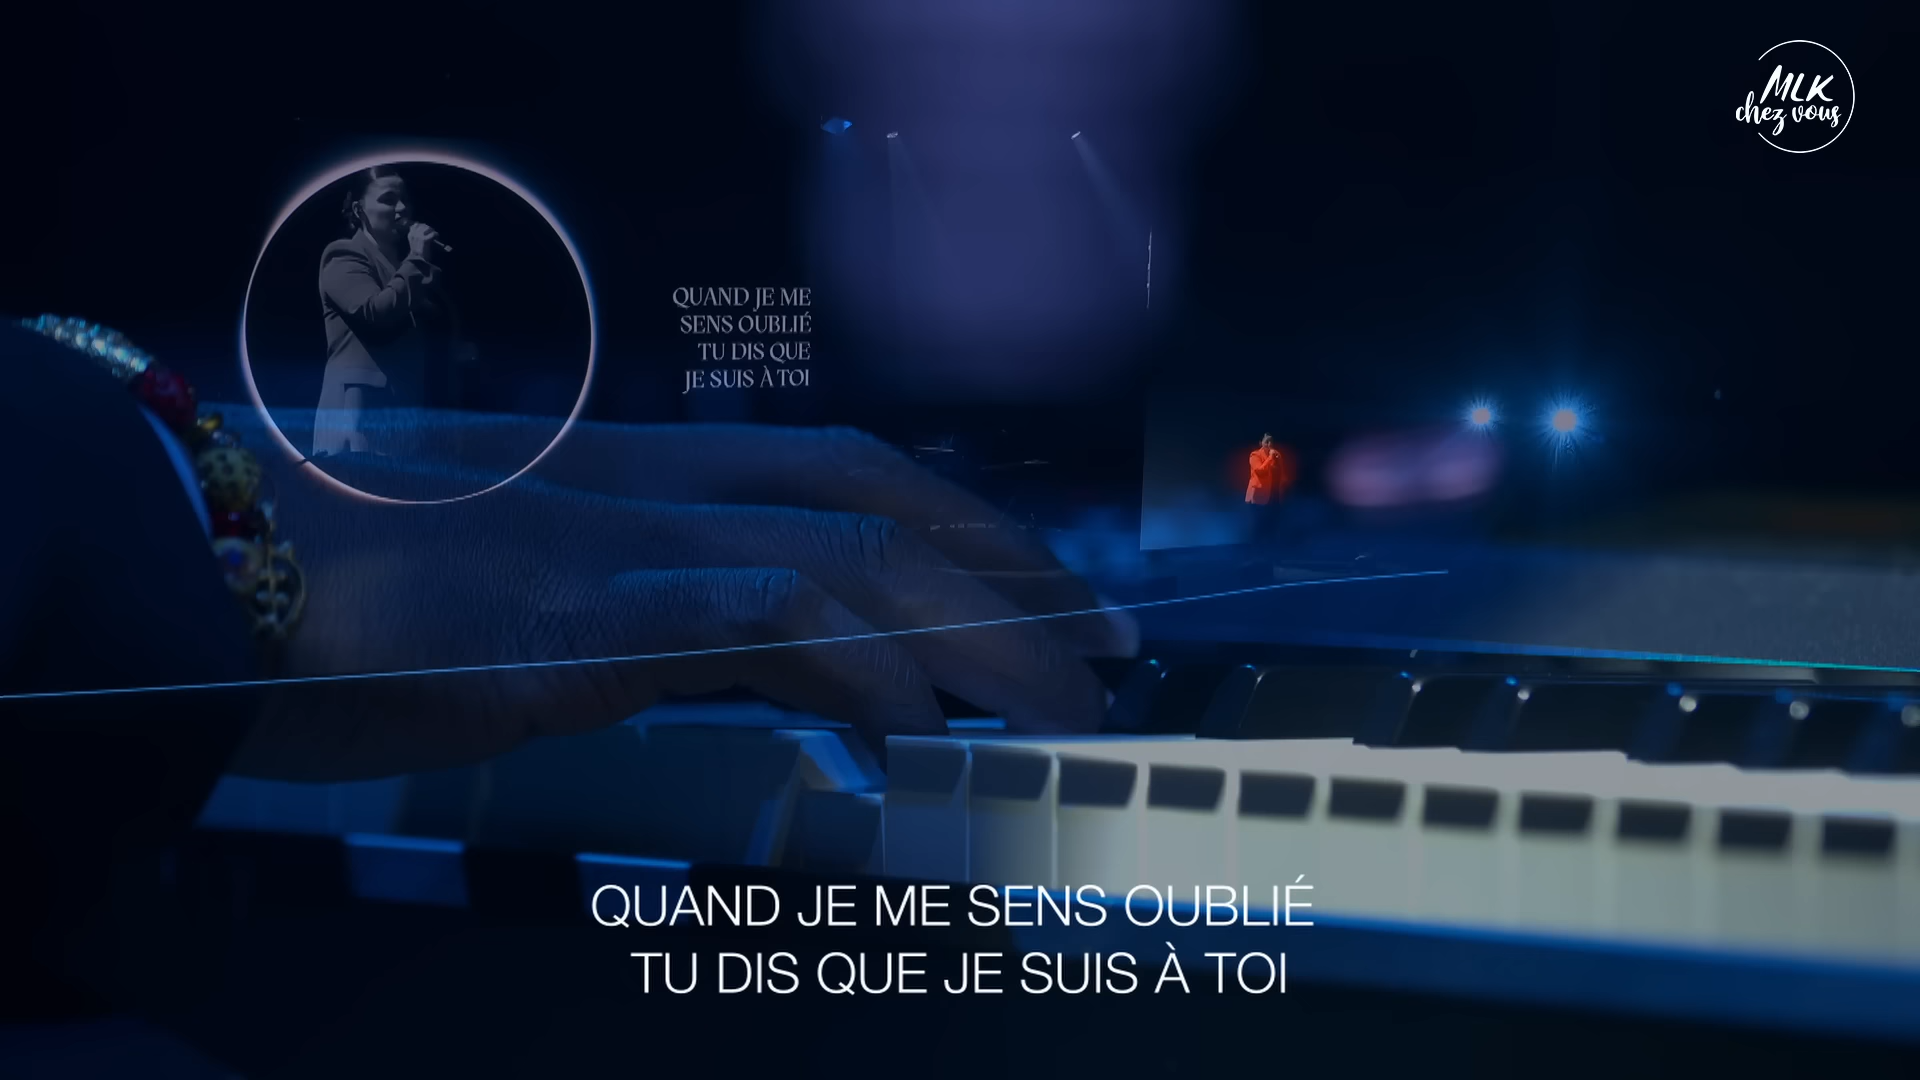 MLK
chez vous
QUAND JE ME
SENS OUBLIÉ
TU DIS QUE
JE SUIS À TOI
QUAND JE ME SENS OUBLIÉ
TU DIS QUE JE SUIS À TOI